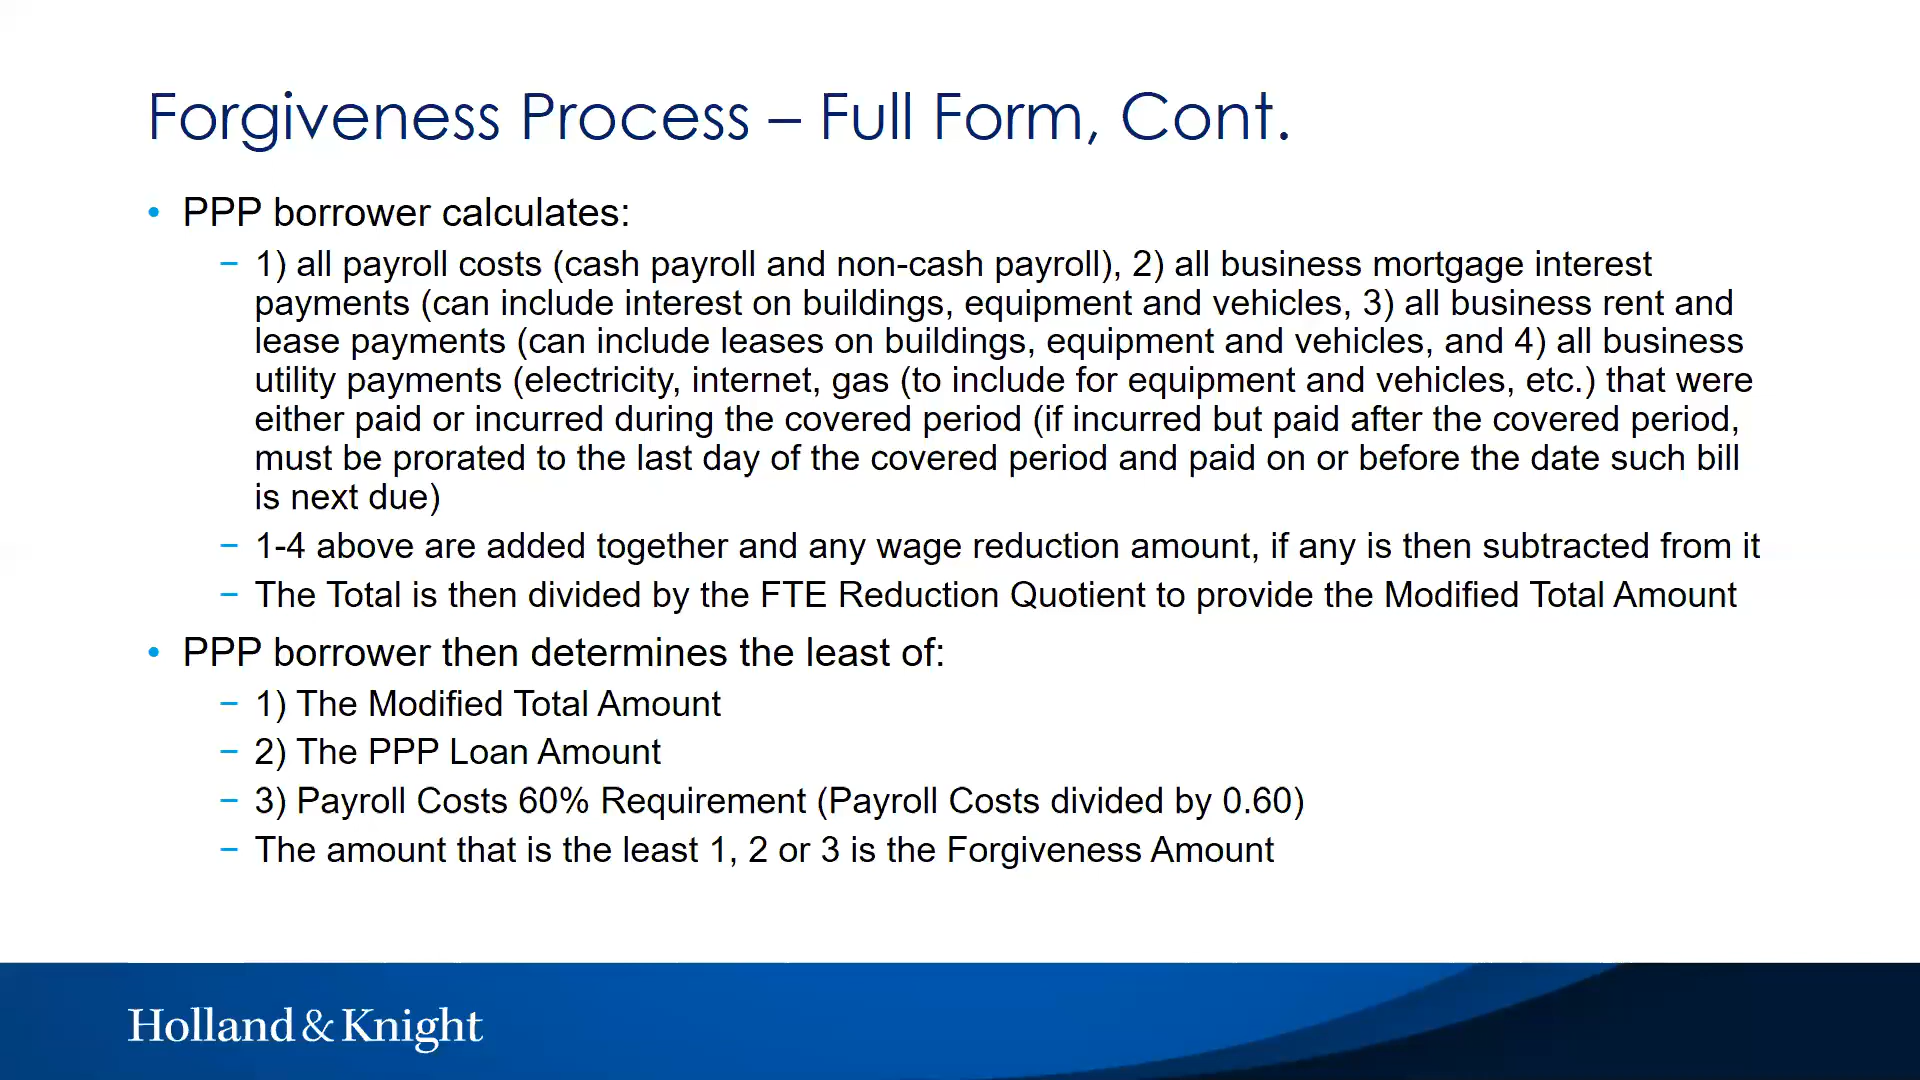 Forgiveness Process – Full Form, Cont.
• PPP borrower calculates:
− 1) all payroll costs (cash payroll and non-cash payroll), 2) all business mortgage interest
payments (can include interest on buildings, equipment and vehicles, 3) all business rent and
lease payments (can include leases on buildings, equipment and vehicles, and 4) all business
utility payments (electricity, internet, gas (to include for equipment and vehicles, etc.) that were
either paid or incurred during the covered period (if incurred but paid after the covered period,
must be prorated to the last day of the covered period and paid on or before the date such bill
is next due)
− 1-4 above are added together and any wage reduction amount, if any is then subtracted from it
− The Total is then divided by the FTE Reduction Quotient to provide the Modified Total Amount
• PPP borrower then determines the least of:
− 1) The Modified Total Amount
− 2) The PPP Loan Amount
− 3) Payroll Costs 60% Requirement (Payroll Costs divided by 0.60)
− The amount that is the least 1, 2 or 3 is the Forgiveness Amount
Holland & Knight